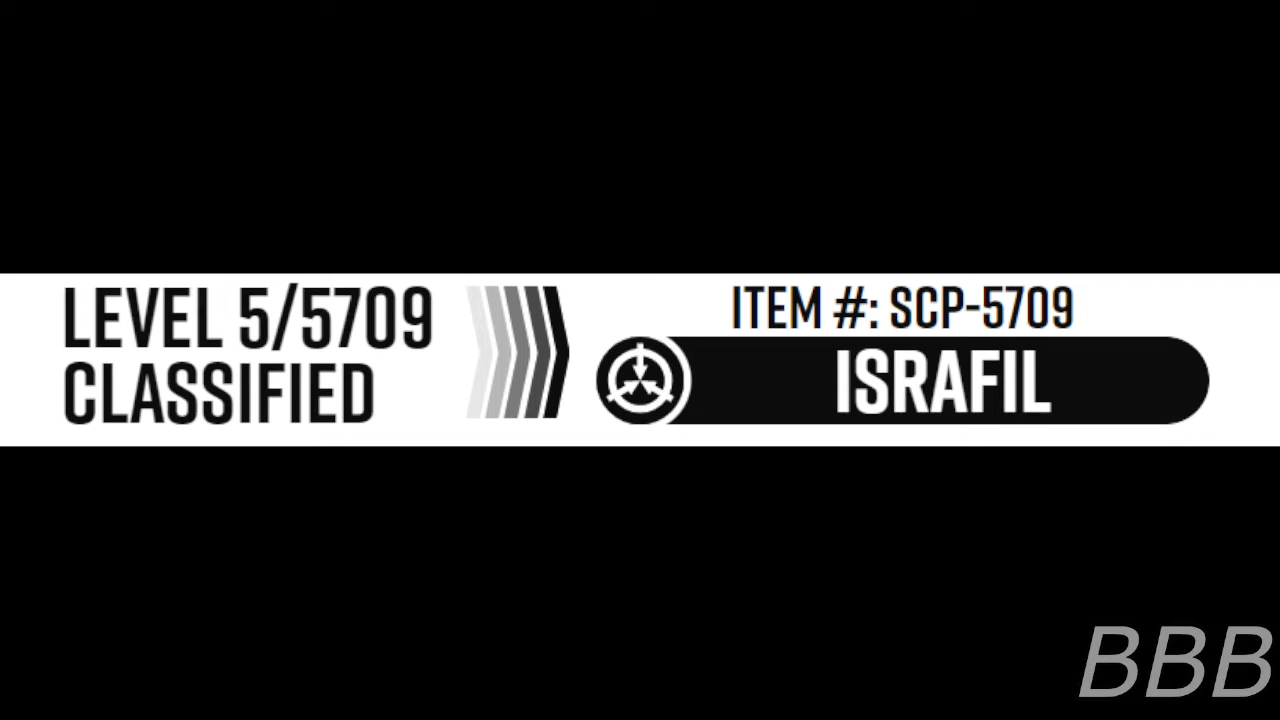 LEVEL 5/5709
CLASSIFIED
ITEM #: SCP-5709
ISRAFIL
BBB